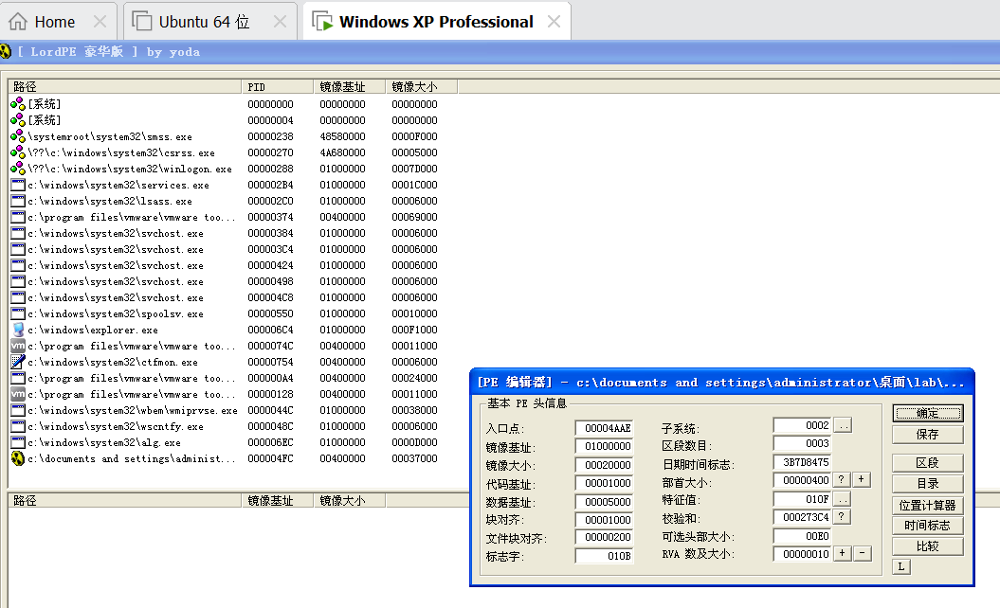 Home
Ubuntu 64 位
Windows XP Professional
[ LordPE 豪华版 ] by yoda
路径 PID 镜像基址 镜像大小
[系统] 00000000 00000000 00000000
[系统] 00000004 00000000 00000000
\systemroot\system32\smss.exe 00000238 48580000 0000F000
\??\c:\windows\system32\csrss.exe 00000270 4A680000 00005000
\??\c:\windows\system32\winlogon.exe 00000288 01000000 0007D000
c:\windows\system32\services.exe 000002B4 01000000 0001C000
c:\windows\system32\lsass.exe 000002C0 01000000 00006000
c:\program files\vmware\vmware too... 00000374 00400000 00069000
c:\windows\system32\svchost.exe 00000384 01000000 00006000
c:\windows\system32\svchost.exe 000003C4 01000000 00006000
c:\windows\system32\svchost.exe 00000424 01000000 00006000
c:\windows\system32\svchost.exe 00000498 01000000 00006000
c:\windows\system32\svchost.exe 000004C8 01000000 00006000
c:\windows\system32\spoolsv.exe 00000550 01000000 00010000
c:\windows\explorer.exe 000006C4 01000000 000F1000
vm c:\program files\vmware\vmware too... 0000074C 00400000 00011000
c:\windows\system32\ctfmon.exe 00000754 00400000 00006000
c:\program files\vmware\vmware too... 000000A4 00400000 00024000
vm c:\program files\vmware\vmware too... 00000128 00400000 00011000
c:\windows\system32\wbem\wmiprvse.exe 0000044C 01000000 00038000
c:\windows\system32\wscntfy.exe 0000048C 01000000 00006000
c:\windows\system32\alg.exe 000006EC 01000000 0000D000
c:\documents and settings\administ... 000004FC 00400000 00037000
路径 镜像基址 镜像大小
[PE 编辑器] - c:\documents and settings\administrator\桌面\lab\...
基本 PE 头信息
入口点: 00004AAE 子系统: 0002 .. 确定
镜像基址: 01000000 区段数目: 0003 保存
镜像大小: 00020000 日期时间标志: 3B7D8475 区段
代码基址: 00001000 部首大小: 00000400 ? + 目录
数据基址: 00005000 特征值: 010F .. 位置计算器
块对齐: 00001000 校验和: 000273C4 ? 时间标志
文件块对齐: 00000200 可选头部大小: 00E0 比较
标志字: 010B RVA 数及大小: 00000010 + - L